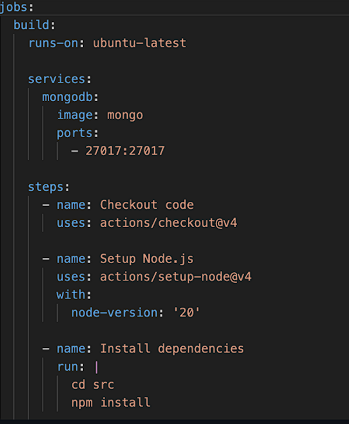 jobs:
  build:
    runs-on: ubuntu-latest

    services:
      mongodb:
        image: mongo
        ports:
          - 27017:27017

    steps:
      - name: Checkout code
        uses: actions/checkout@v4

      - name: Setup Node.js
        uses: actions/setup-node@v4
        with:
          node-version: '20'

      - name: Install dependencies
        run: |
          cd src
          npm install